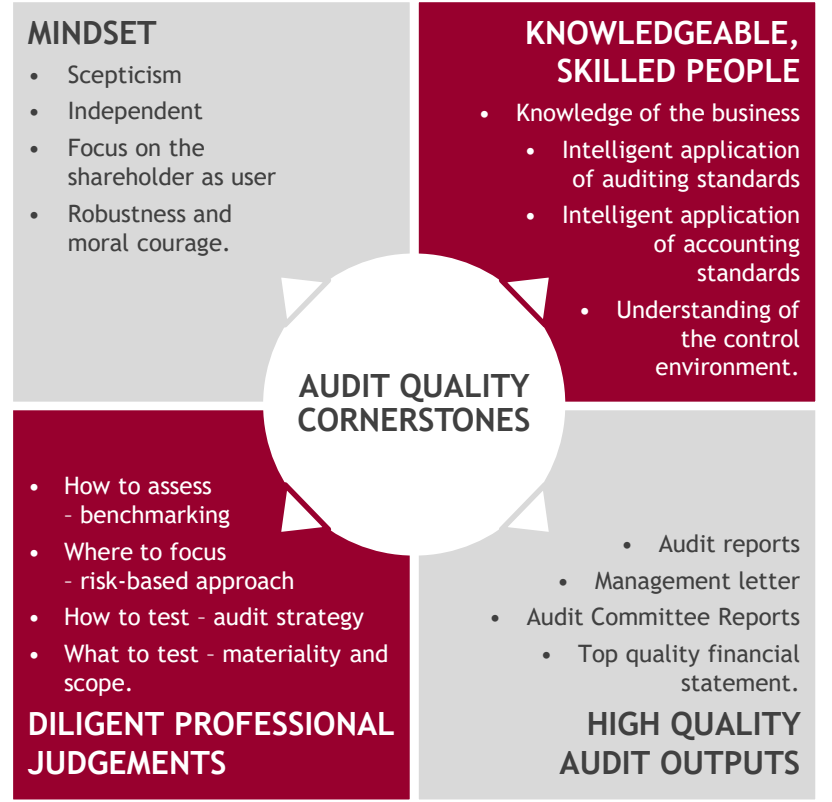 MINDSET
• Scepticism
• Independent
• Focus on the
shareholder as user
• Robustness and
moral courage.
KNOWLEDGEABLE,
SKILLED PEOPLE
• Knowledge of the business
• Intelligent application
of auditing standards
• Intelligent application
of accounting
standards
• Understanding of
the control
environment.
AUDIT QUALITY
CORNERSTONES
• How to assess
– benchmarking
• Where to focus
– risk-based approach
• How to test – audit strategy
• What to test – materiality and
scope.
DILIGENT PROFESSIONAL
JUDGEMENTS
• Audit reports
• Management letter
• Audit Committee Reports
• Top quality financial
statement.
HIGH QUALITY
AUDIT OUTPUTS